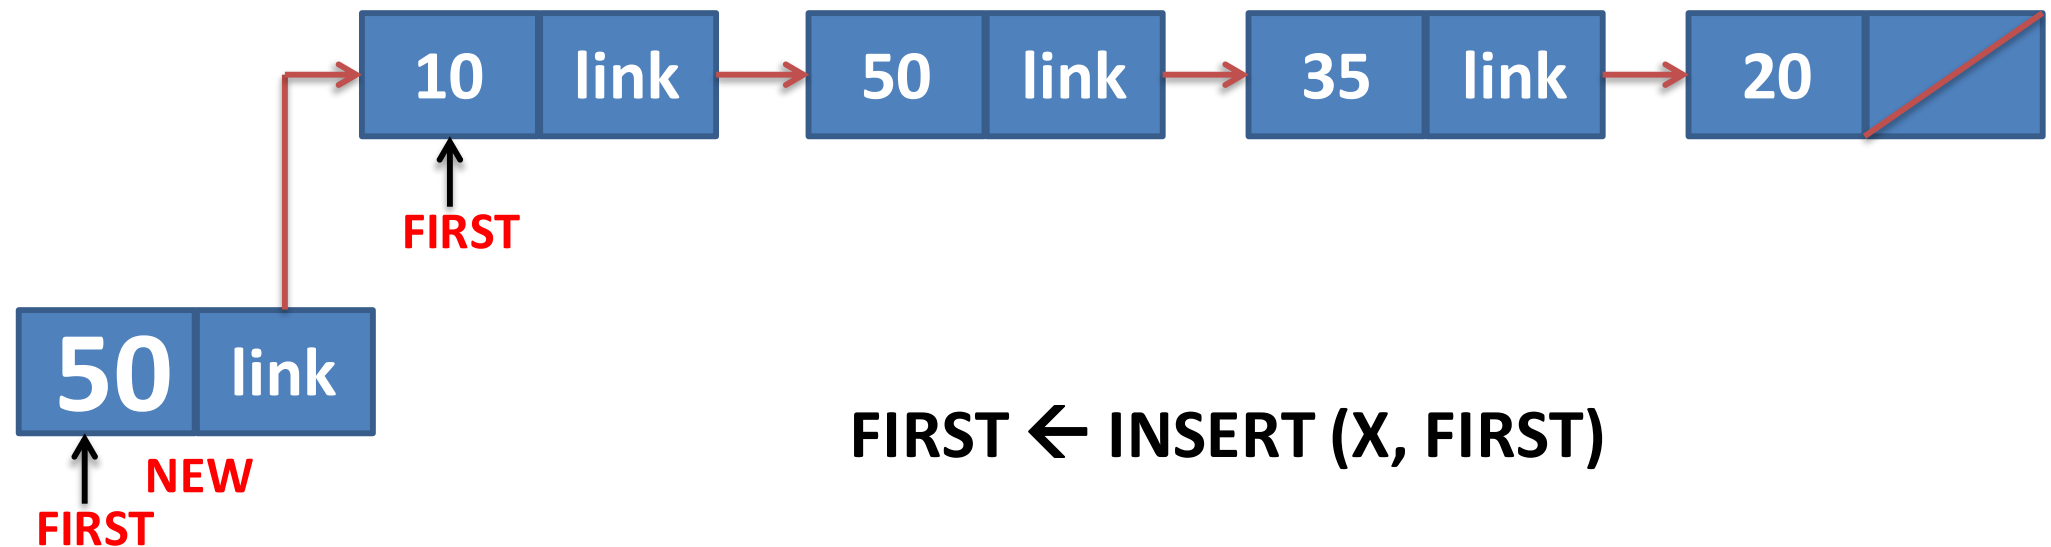 10 link 50 link 35 link 20
FIRST
50 link
NEW
FIRST
FIRST ← INSERT (X, FIRST)